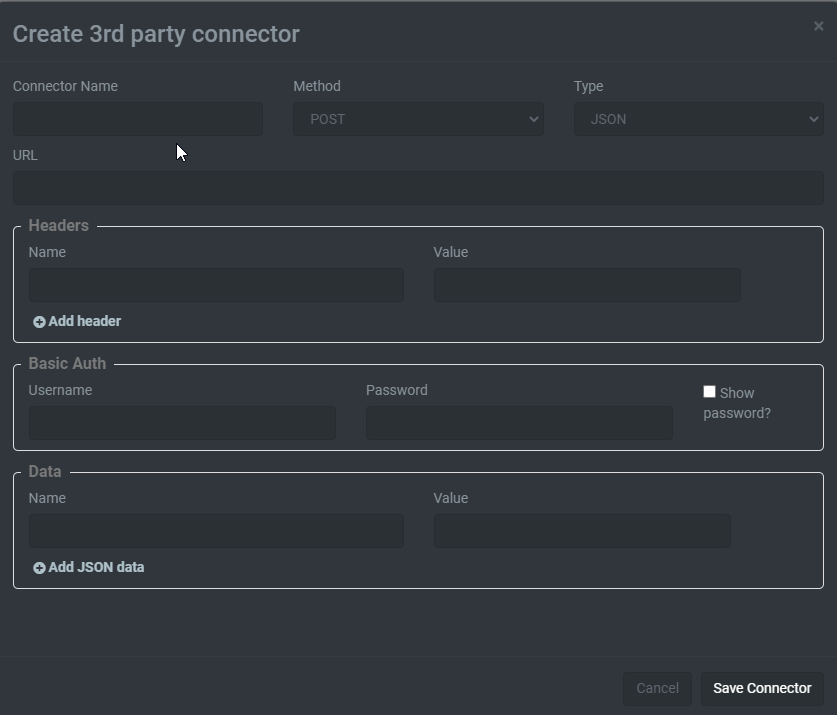 Create 3rd party connector
×
Connector Name Method Type
POST JSON
URL
Headers
Name Value
Add header
Basic Auth
Username Password Show
password?
Data
Name Value
Add JSON data
Cancel Save Connector